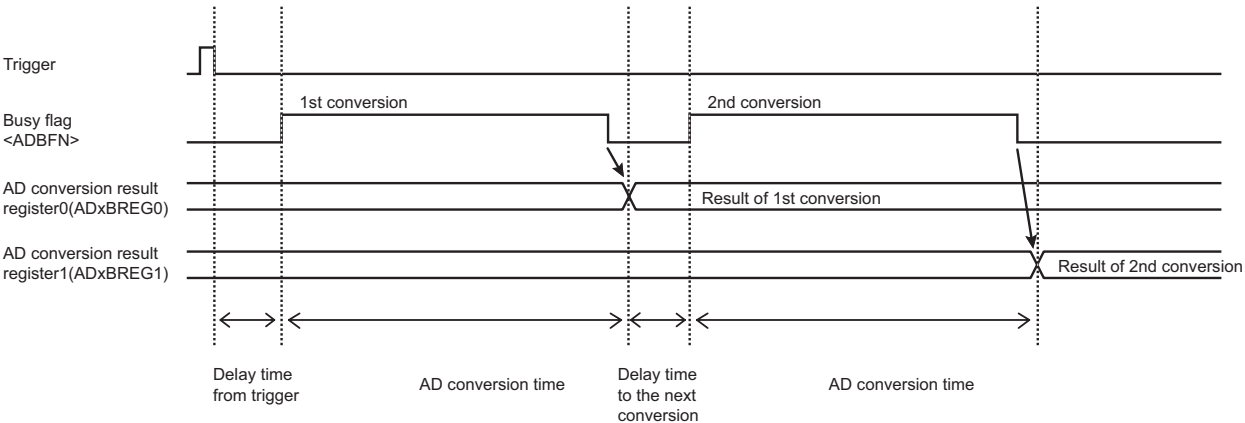 Trigger
1st conversion
2nd conversion
Busy flag
<ADBFN>
AD conversion result
register0(ADxBREG0)
Result of 1st conversion
AD conversion result
register1(ADxBREG1)
Result of 2nd conversion
Delay time
from trigger
AD conversion time
Delay time
to the next
conversion
AD conversion time